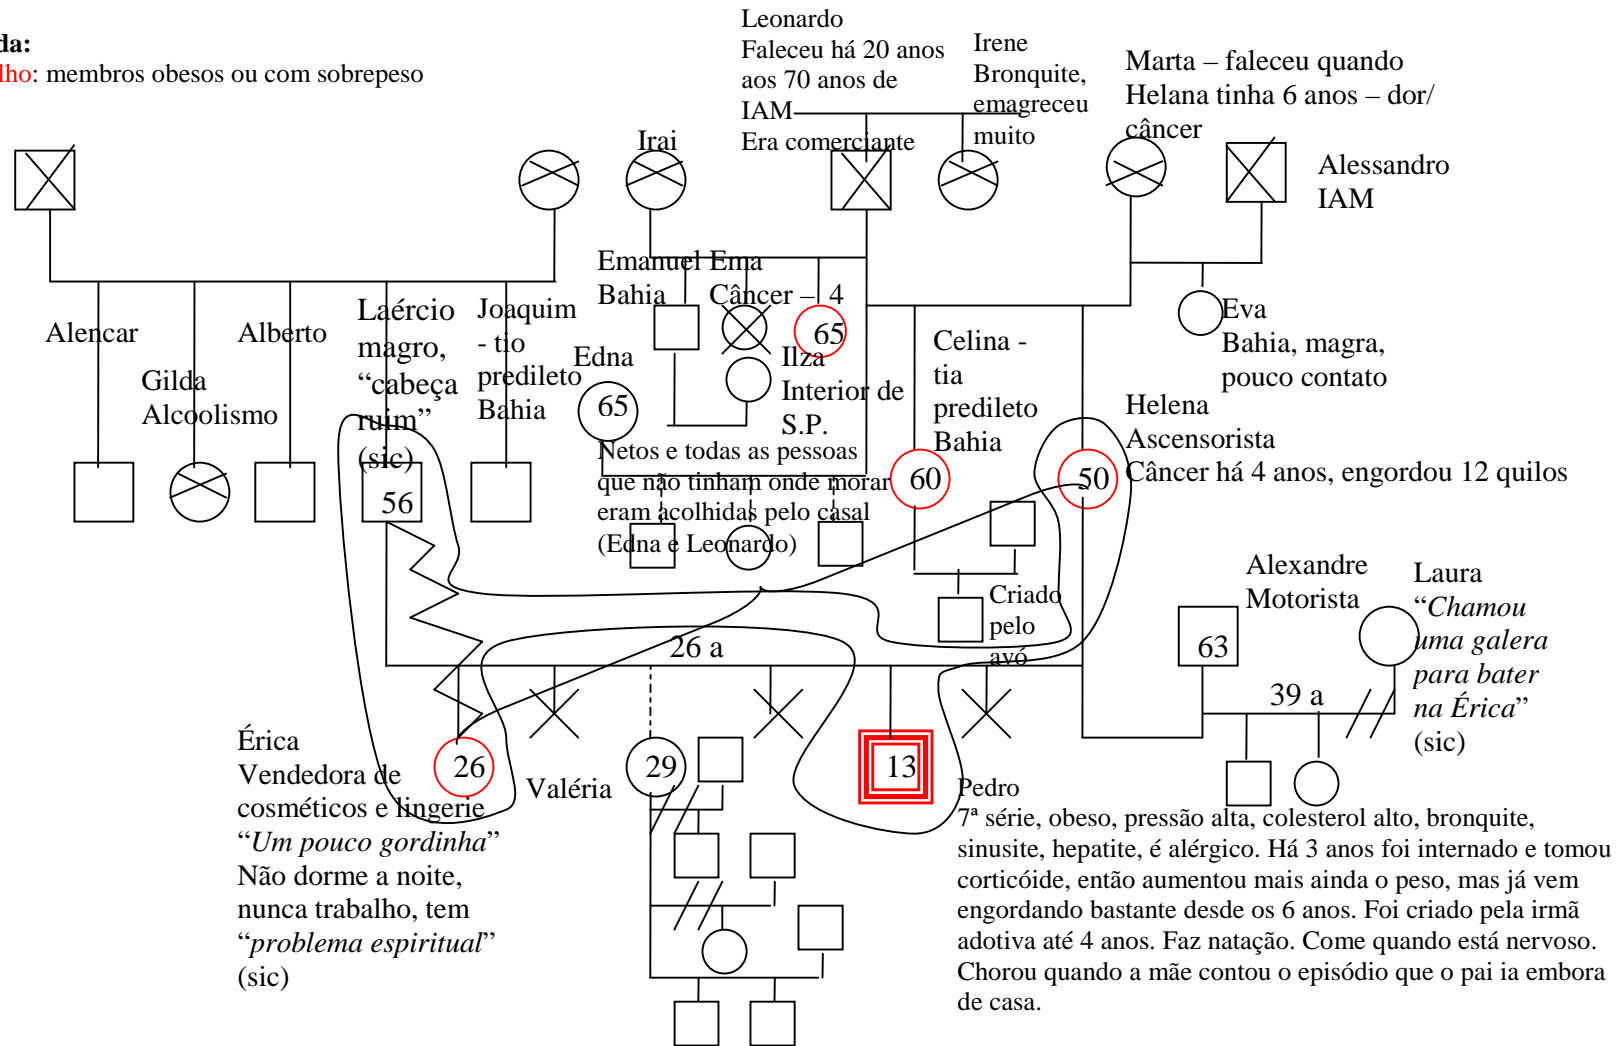 da:
lho: membros obesos ou com sobrepeso
Leonardo
Faleceu há 20 anos
aos 70 anos de
IAM
Era comerciante
Irene
Bronquite,
emagreceu
muito
Marta – faleceu quando
Helana tinha 6 anos – dor/
câncer
Irai
Alessandro
IAM
Alencar
Gilda
Alcoolismo
Alberto
Laércio
magro,
“cabeça
ruim”
(sic)
56
Joaquim
- tio
predileto
Bahia
Emanuel
Bahia
Ema
Câncer – 4
65
Edna
65
Ilza
Interior de
S.P.
Netos e todas as pessoas
que não tinham onde morar
eram acolhidas pelo casal
(Edna e Leonardo)
Celina -
tia
predileto
Bahia
60
Eva
Bahia, magra,
pouco contato
Helena
Ascensorista
Câncer há 4 anos, engordou 12 quilos
50
Criado
pelo
avó
Alexandre
Motorista
63
Laura
“Chamou
uma galera
para bater
na Érica”
(sic)
26 a
39 a
Érica
Vendedora de
cosméticos e lingerie
“Um pouco gordinha”
Não dorme a noite,
nunca trabalho, tem
“problema espiritual”
(sic)
26
Valéria
29
13
Pedro
7ª série, obeso, pressão alta, colesterol alto, bronquite,
sinusite, hepatite, é alérgico. Há 3 anos foi internado e tomou
corticóide, então aumentou mais ainda o peso, mas já vem
engordando bastante desde os 6 anos. Foi criado pela irmã
adotiva até 4 anos. Faz natação. Come quando está nervoso.
Chorou quando a mãe contou o episódio que o pai ia embora
de casa.